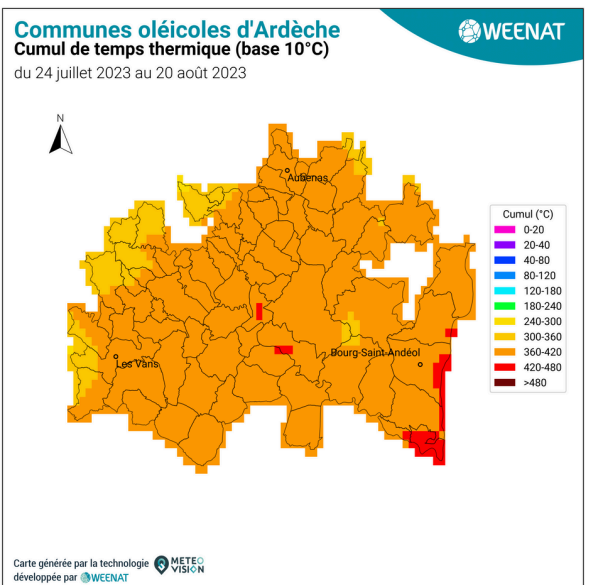 Communes oléicoles d'Ardèche
Cumul de temps thermique (base 10°C)
du 24 juillet 2023 au 20 août 2023
WEENAT
N
Aubenas
Les Vans
Bourg-Saint-Andéol
Cumul (°C)
0-20
20-40
40-80
80-120
120-180
180-240
240-300
300-360
360-420
420-480
>480
Carte générée par la technologie METEO VISION
développée par WEENAT